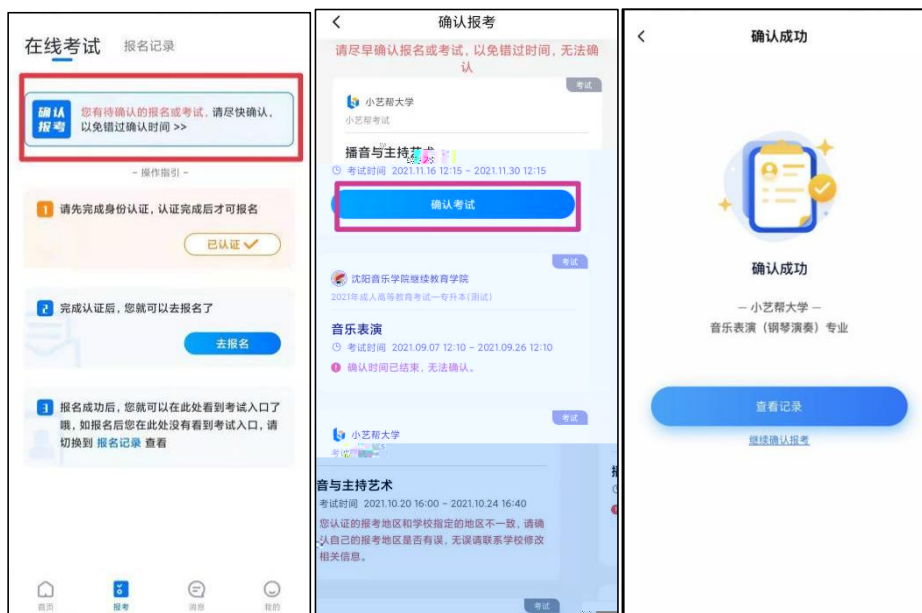 在线考试 报名记录
确认
报考
您有待确认的报名或考试，请尽快确认，
以免错过确认时间 >>
- 操作指引 -
1 请先完成身份认证，认证完成后才可报名
已认证
2 完成认证后，您就可以去报名了
去报名
3 报名成功后，您就可以在此处看到考试入口了
哦，如报名后您在此处没有看到考试入口，请
切换到 报名记录 查看
首页 报考 消息 我的
确认报考
请尽早确认报名或考试，以免错过时间，无法确
认
考试
小艺帮大学
小艺帮考试
播音与主持艺术
考试时间 2021.11.16 12:15 - 2021.11.30 12:15
确认考试
考试
沈阳音乐学院继续教育学院
2021年成人高等教育考试一专升本(测试)
音乐表演
考试时间 2021.09.07 12:10 - 2021.09.26 12:10
确认时间已结束，无法确认。
考试
小艺帮大学
音与主持艺术
考试时间 2021.10.20 16:00 - 2021.10.24 16:40
您认证的报考地区和学校指定的地区不一致，请确
认自己的报考地区是否有误，无误请联系学校修改
相关信息。
考试
确认成功
确认成功
— 小艺帮大学 —
音乐表演（钢琴演奏）专业
查看记录
继续确认报考